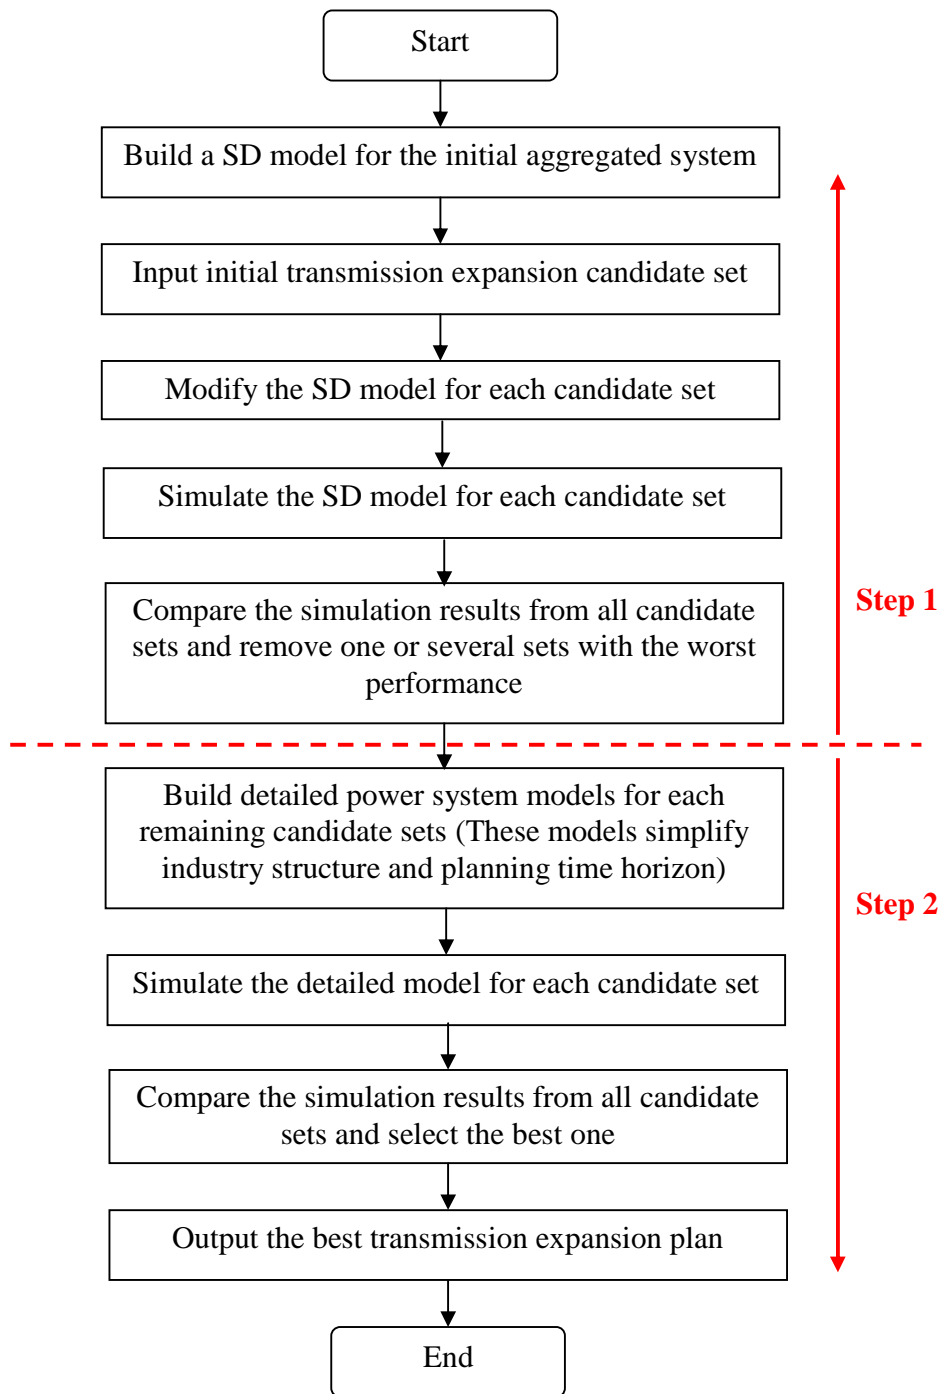 Start
Build a SD model for the initial aggregated system
Input initial transmission expansion candidate set
Modify the SD model for each candidate set
Simulate the SD model for each candidate set
Compare the simulation results from all candidate
sets and remove one or several sets with the worst
performance
Step 1
Build detailed power system models for each
remaining candidate sets (These models simplify
industry structure and planning time horizon)
Step 2
Simulate the detailed model for each candidate set
Compare the simulation results from all candidate
sets and select the best one
Output the best transmission expansion plan
End